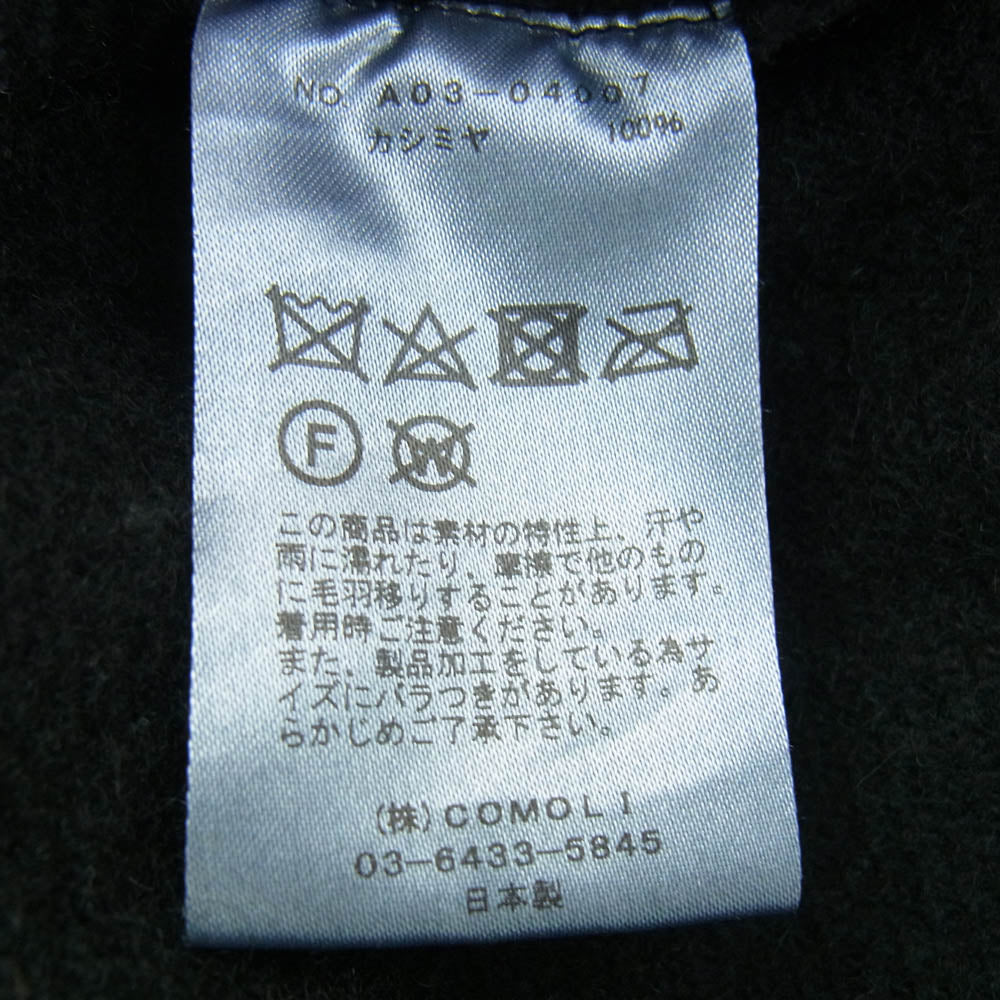 NO A03-04007
カシミヤ 100%
F W
この商品は素材の特性上、汗や
雨に濡れたり、摩擦で他のもの
に毛羽移りすることがあります。
着用時ご注意ください。
また、製品加工をしている為サ
イズにバラつきがあります。あ
らかじめご了承下さい。
(株)COMOLI
03-6433-5845
日本製